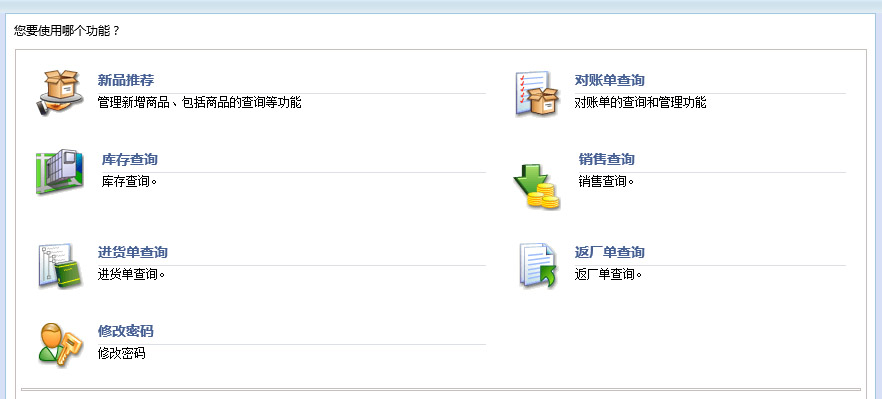 您要使用哪个功能？
新品推荐
管理新增商品、包括商品的查询等功能
对账单查询
对账单的查询和管理功能
库存查询
库存查询。
销售查询
销售查询。
进货单查询
进货单查询。
返厂单查询
返厂单查询。
修改密码
修改密码